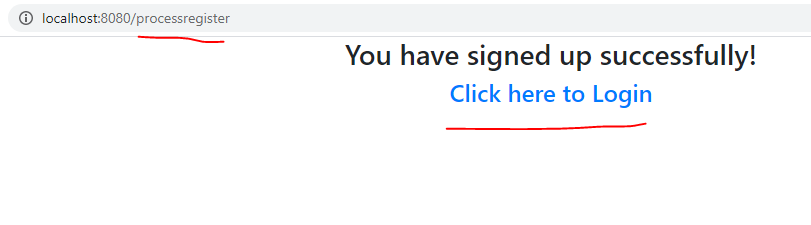 localhost:8080/processregister
You have signed up successfully!
Click here to Login